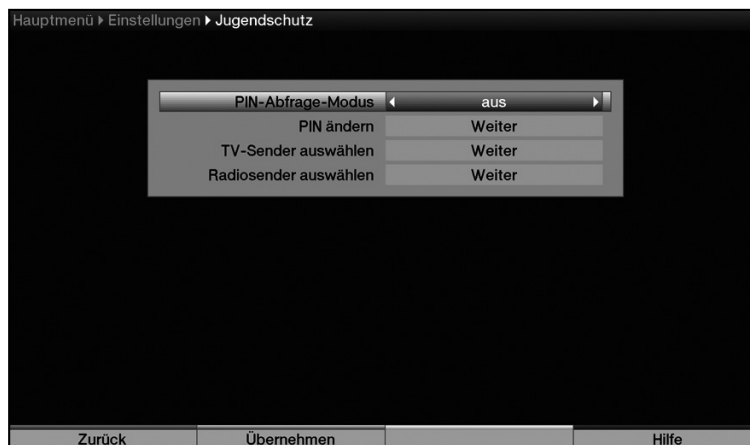 Hauptmenü ▸ Einstellungen ▸ Jugendschutz
PIN-Abfrage-Modus aus
PIN ändern Weiter
TV-Sender auswählen Weiter
Radiosender auswählen Weiter
Zurück Übernehmen Hilfe